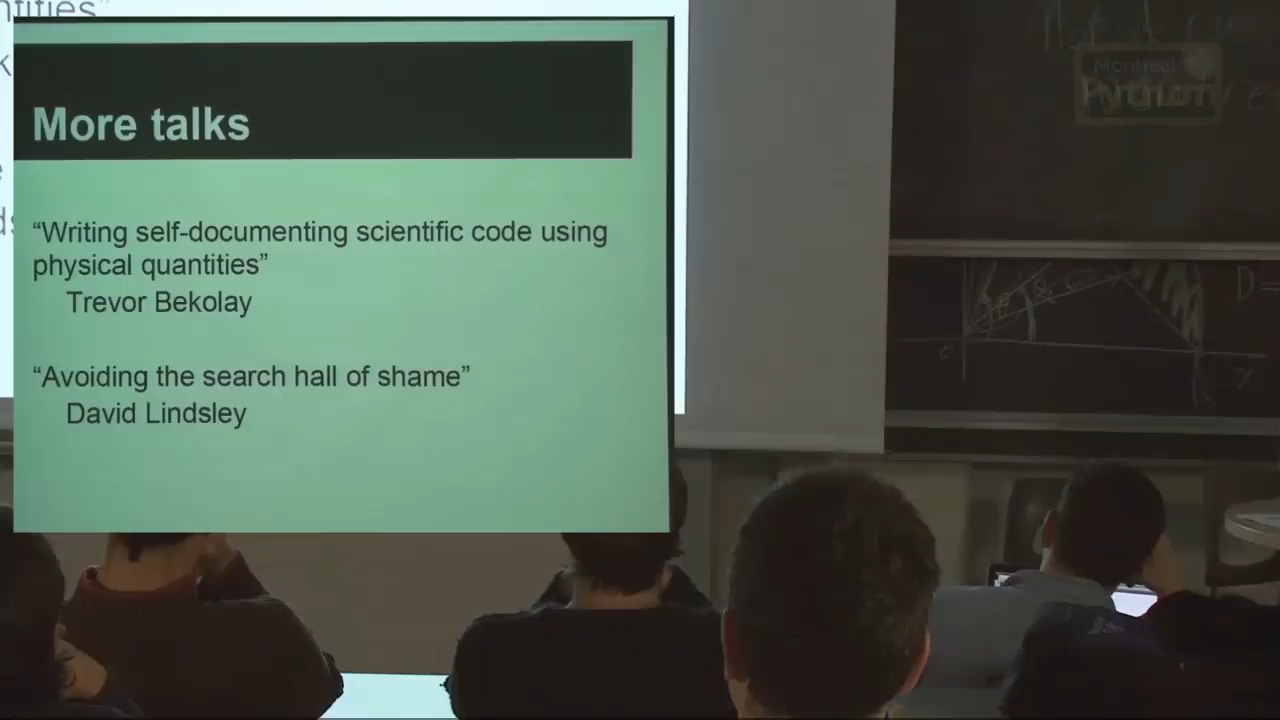 ntities”
More talks
“Writing self-documenting scientific code using
physical quantities”
Trevor Bekolay
“Avoiding the search hall of shame”
David Lindsley
Montreal
Python
D=
x